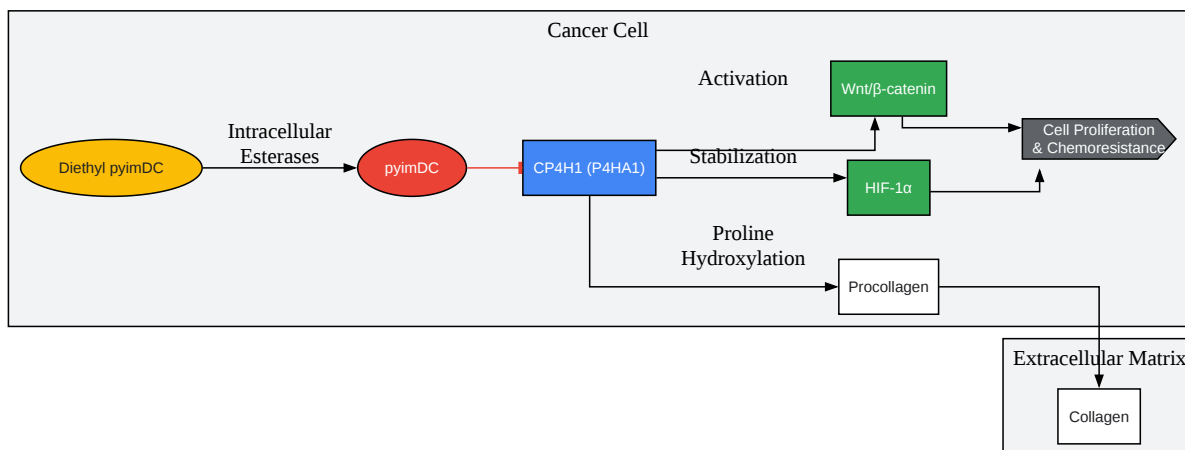 Cancer Cell
Activation
Wnt/β-catenin
Cell Proliferation
& Chemoresistance
Intracellular
Esterases
Stabilization
Diethyl pyimDC
pyimDC
CP4H1 (P4HA1)
HIF-1α
Proline
Hydroxylation
Procollagen
Extracellular Matrix
Collagen